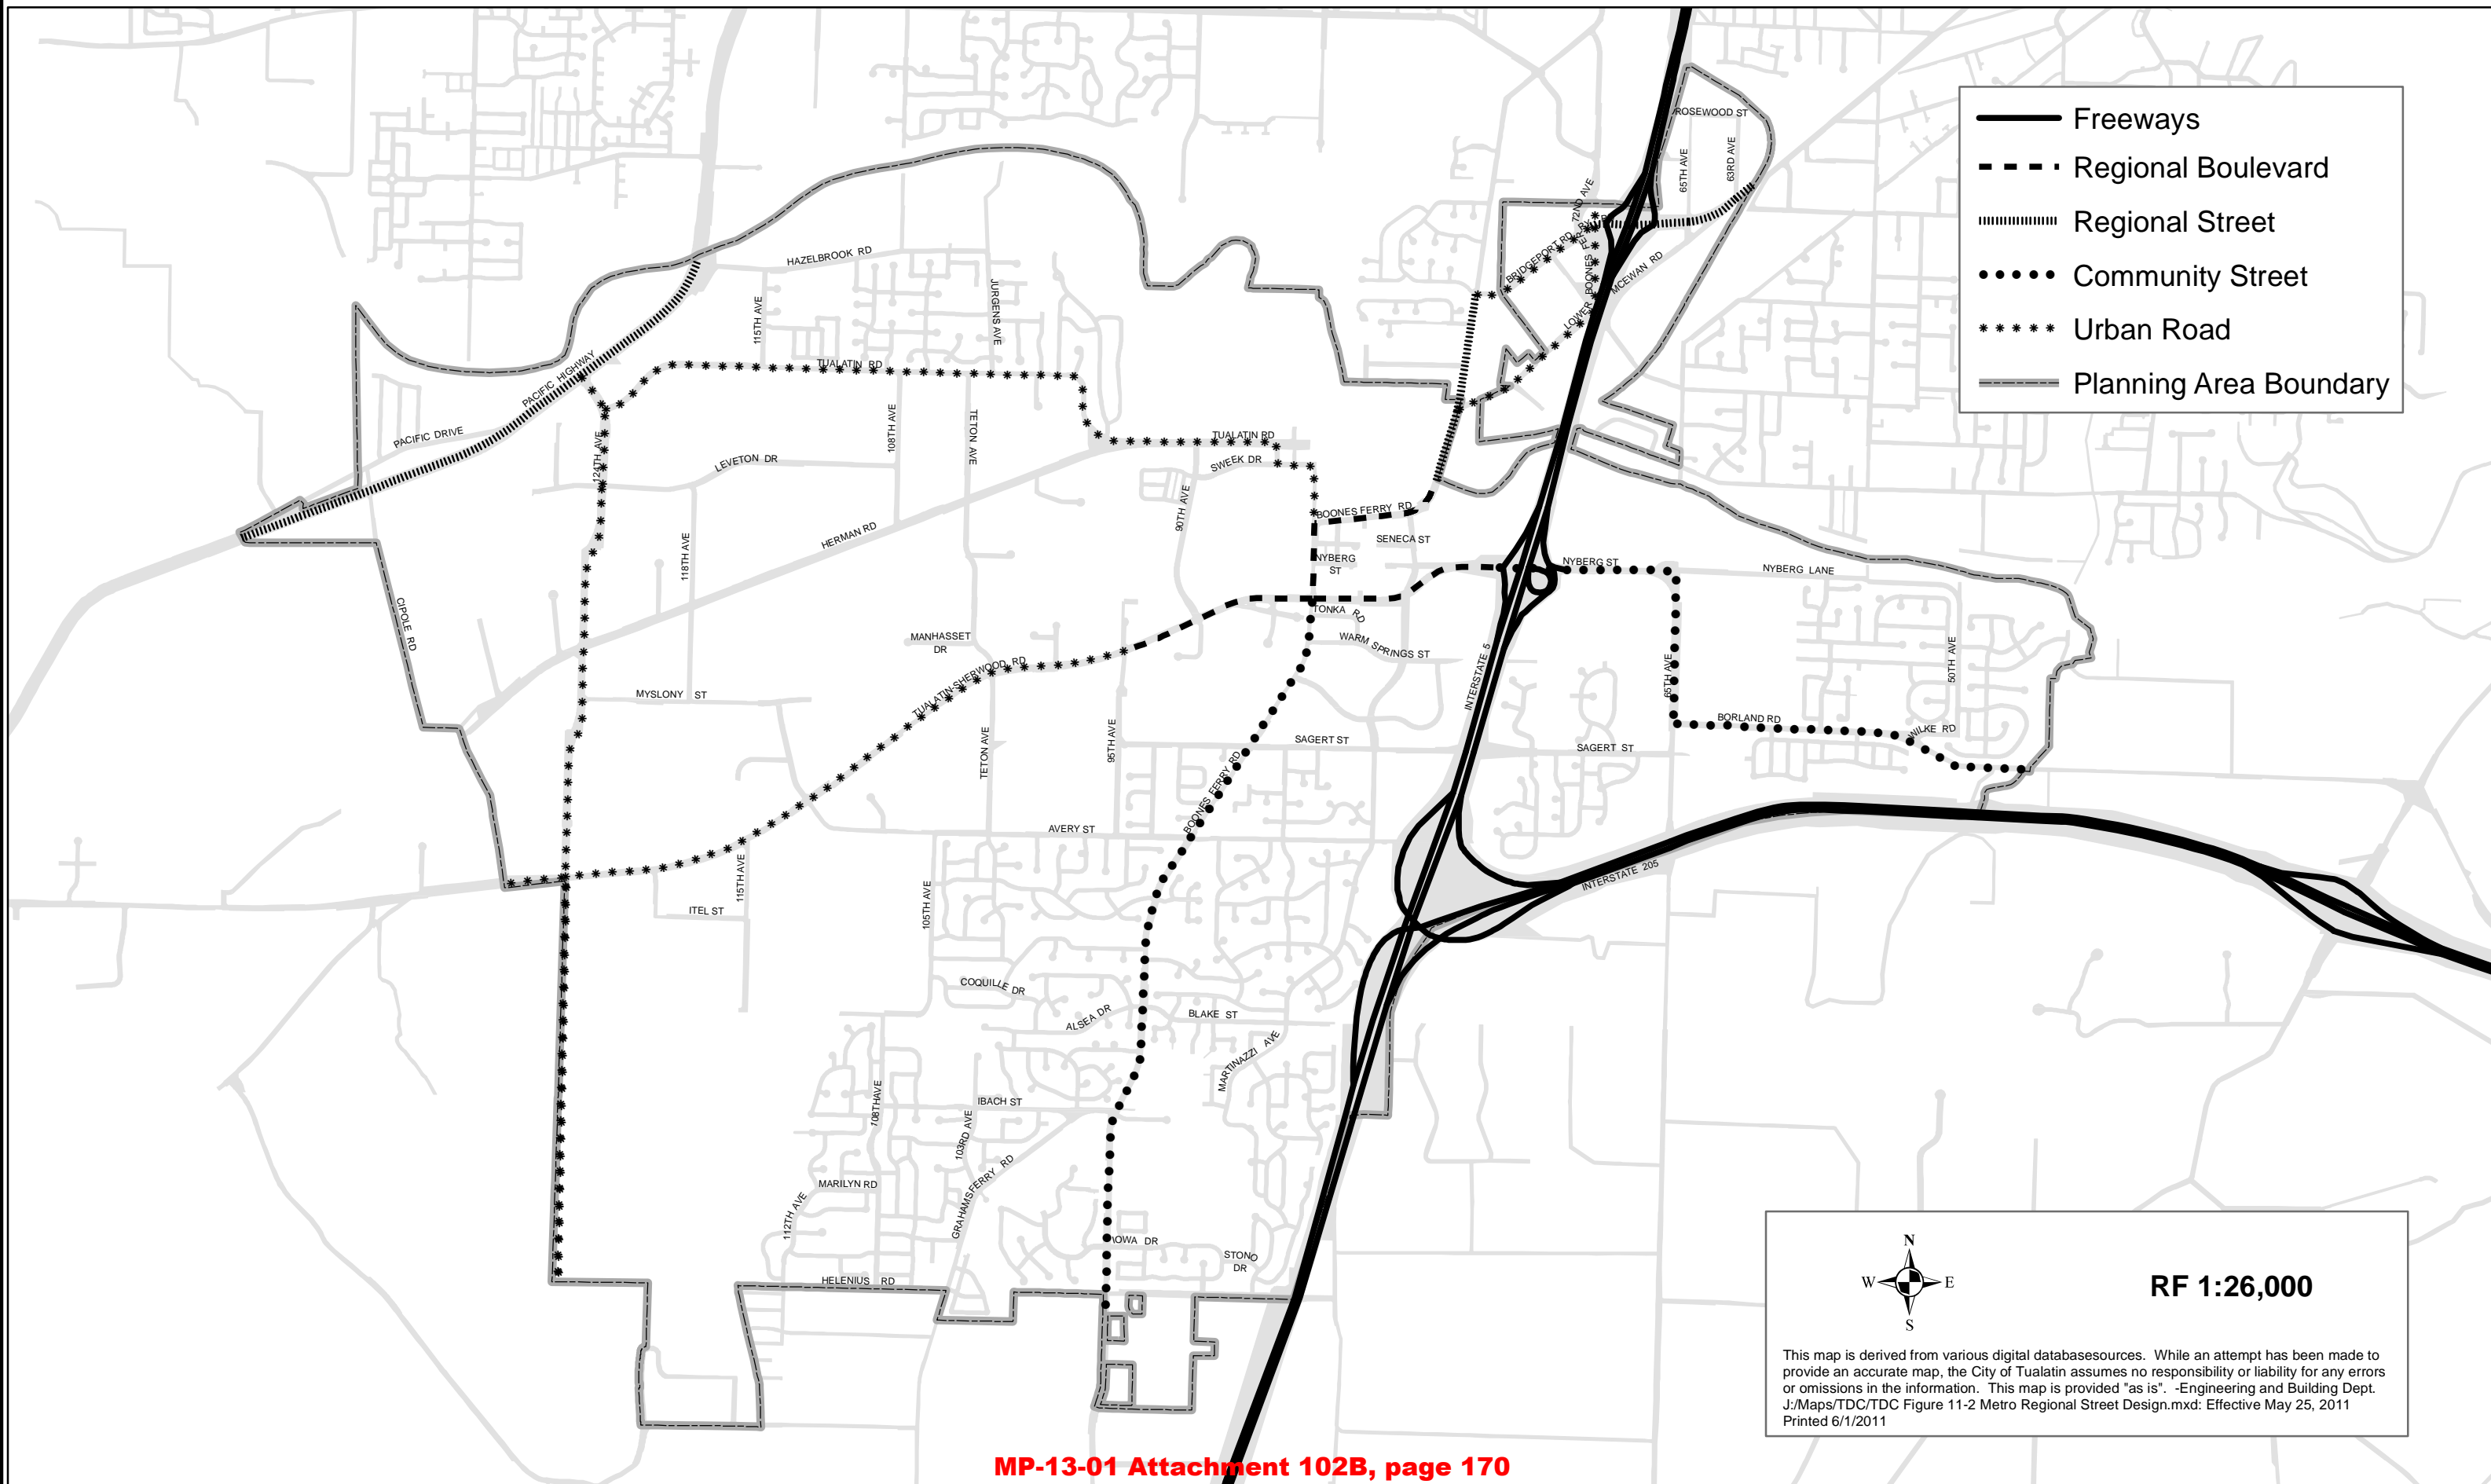 Freeways
Regional Boulevard
Regional Street
Community Street
Urban Road
Planning Area Boundary
ROSEWOOD ST
65TH AVE
63RD AVE
72ND AVE
BRIDGEPORT RD
LOWER BOONES FERRY RD
MCEWAN RD
HAZELBROOK RD
115TH AVE
JURGENS AVE
TUALATIN RD
PACIFIC HIGHWAY
PACIFIC DRIVE
124TH AVE
LEVETON DR
108TH AVE
TETON AVE
TUALATIN RD
SWEEK DR
90TH AVE
HERMAN RD
118TH AVE
BOONES FERRY RD
SENECA ST
NYBERG
ST
NYBERG ST
NYBERG LANE
CIPOLE RD
TONKA RD
WARM SPRINGS ST
MANHASSET
DR
TUALATIN-SHERWOOD RD
MYSLONY ST
INTERSTATE 5
65TH AVE
50TH AVE
BORLAND RD
WILKE RD
TETON AVE
95TH AVE
SAGERT ST
SAGERT ST
BOONES FERRY RD
AVERY ST
115TH AVE
ITEL ST
105TH AVE
INTERSTATE 205
COQUILLE DR
ALSEA DR
BLAKE ST
MARTINAZZI AVE
108TH AVE
IBACH ST
103RD AVE
GRAHAMS FERRY RD
MARILYN RD
112TH AVE
IOWA DR
STONO
DR
HELENIUS RD
N
W
E
S
RF 1:26,000
This map is derived from various digital databasesources. While an attempt has been made to
provide an accurate map, the City of Tualatin assumes no responsibility or liability for any errors
or omissions in the information. This map is provided "as is". -Engineering and Building Dept.
J:/Maps/TDC/TDC Figure 11-2 Metro Regional Street Design.mxd: Effective May 25, 2011
Printed 6/1/2011
MP-13-01 Attachment 102B, page 170